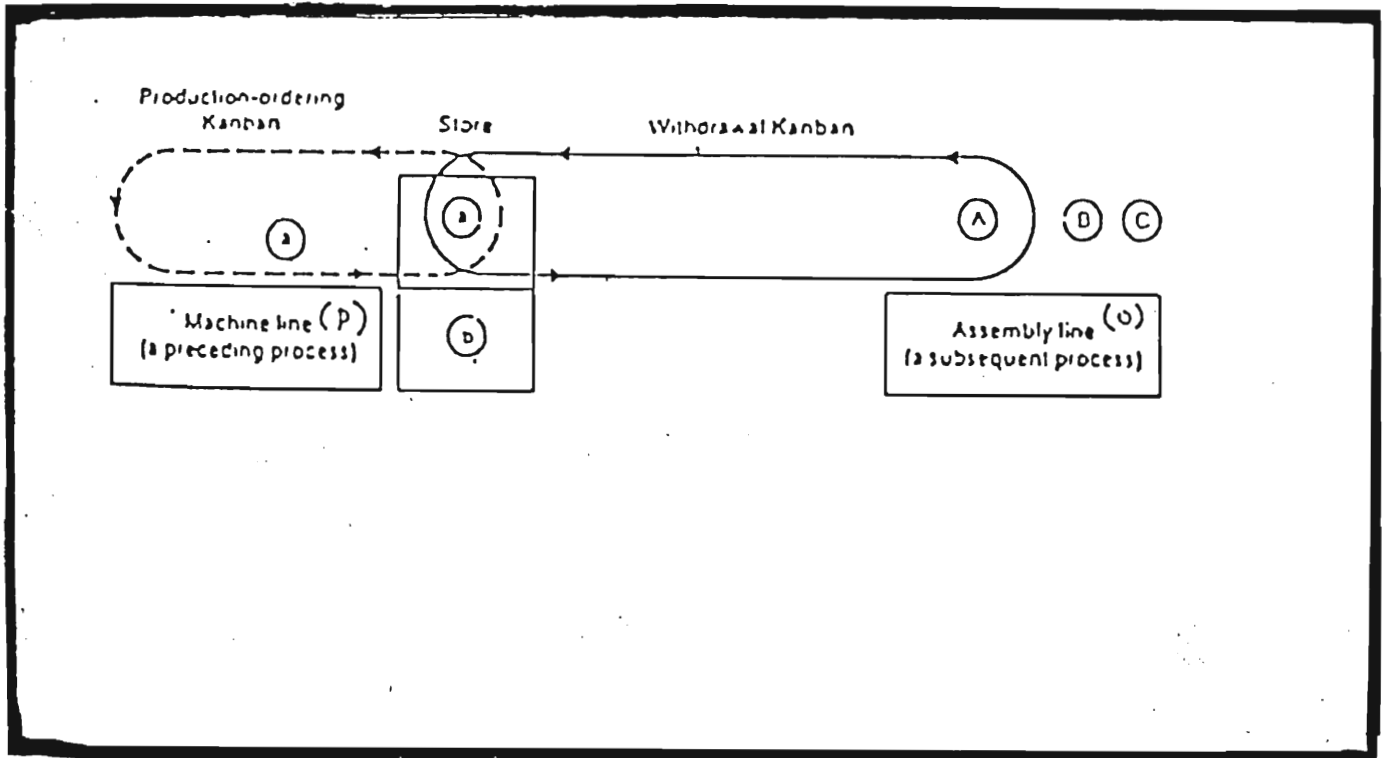 Production-ordering
Kanban
Store
Withdrawal Kanban
a
a
A
B
C
Machine line (P)
(a preceding process)
b
Assembly line (O)
(a subsequent process)